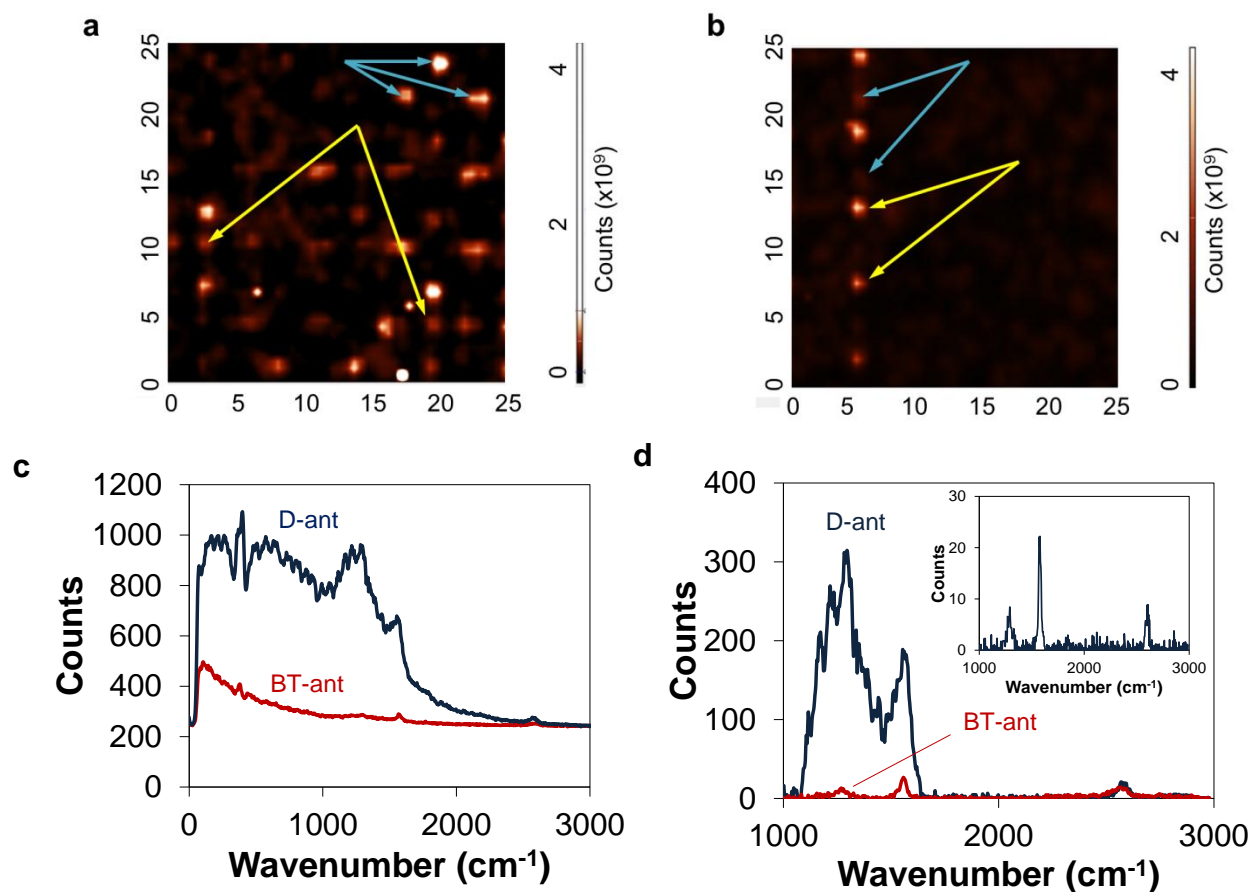 a
25
20
15
10
5
0
0 5 10 15 20 25
4
2
0
Counts (x10⁹)
b
25
20
15
10
5
0
0 5 10 15 20 25
4
2
0
Counts (x10⁹)
c
1200
1000
800
600
400
200
0
Counts
D-ant
BT-ant
0 1000 2000 3000
Wavenumber (cm⁻¹)
d
400
300
200
100
0
Counts
D-ant
BT-ant
30
20
10
0
Counts
1000 2000 3000
Wavenumber (cm⁻¹)
1000 2000 3000
Wavenumber (cm⁻¹)